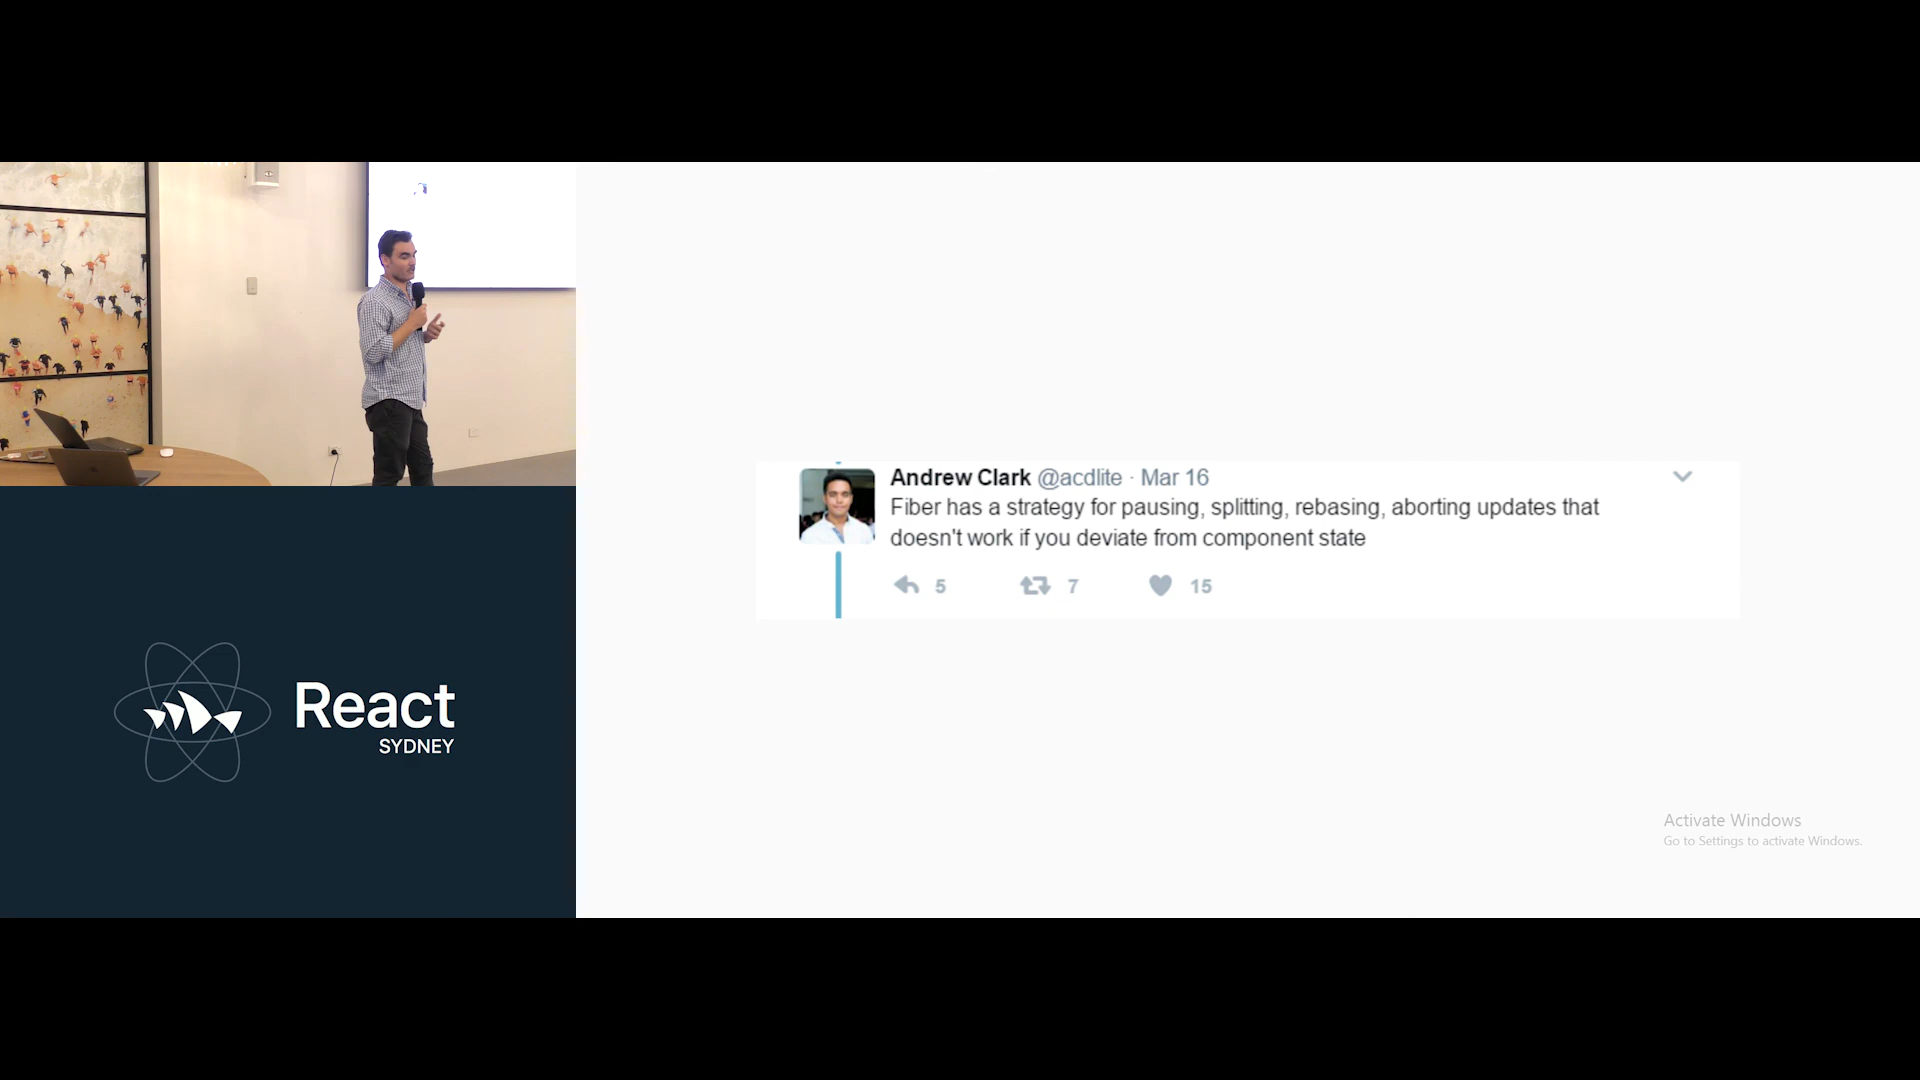 React
SYDNEY
Andrew Clark @acdlite · Mar 16
Fiber has a strategy for pausing, splitting, rebasing, aborting updates that
doesn't work if you deviate from component state
5 7 15
Activate Windows
Go to Settings to activate Windows.